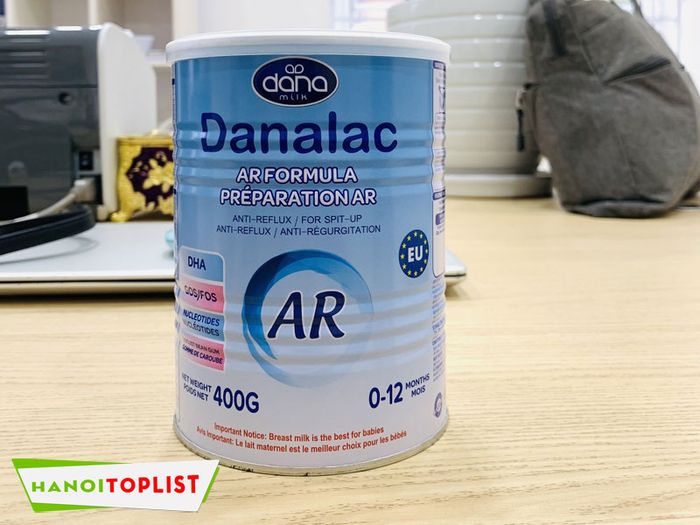 dana
milk
Danalac
AR FORMULA
PRÉPARATION AR
ANTI-REFLUX / FOR SPIT-UP
ANTI-REFLUX / ANTI-RÉGURGITATION
EU
DHA
GOS/FOS
NUCLEOTIDES
NUCLÉOTIDES
BEAN GUM
GOMME DE CAROUBE
AR
NET WEIGHT
POIDS NET
400G
0-12 MONTHS
MOIS
Important Notice: Breast milk is the best for babies
Avis Important: Le lait maternel est le meilleur choix pour les bébés
HANOITOPLIST